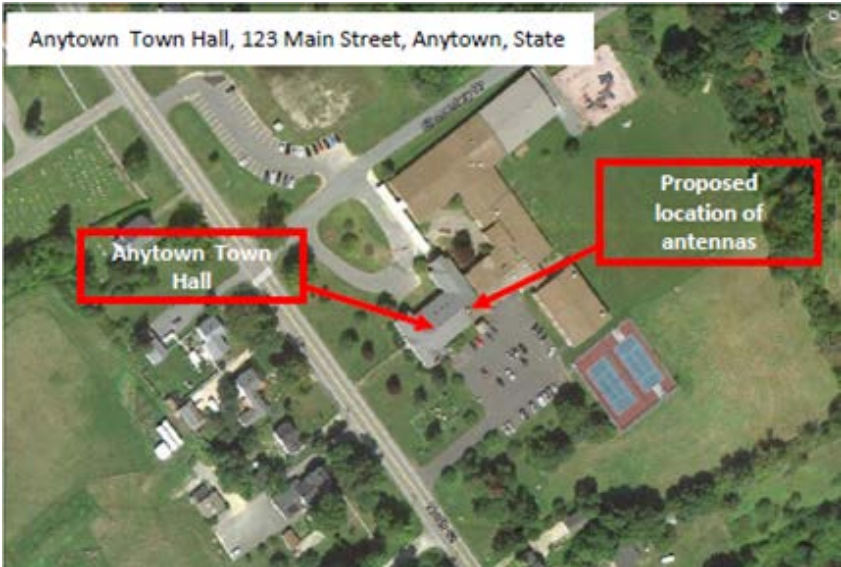 Anytown Town Hall, 123 Main Street, Anytown, State
Proposed
location of
antennas
Anytown Town
Hall